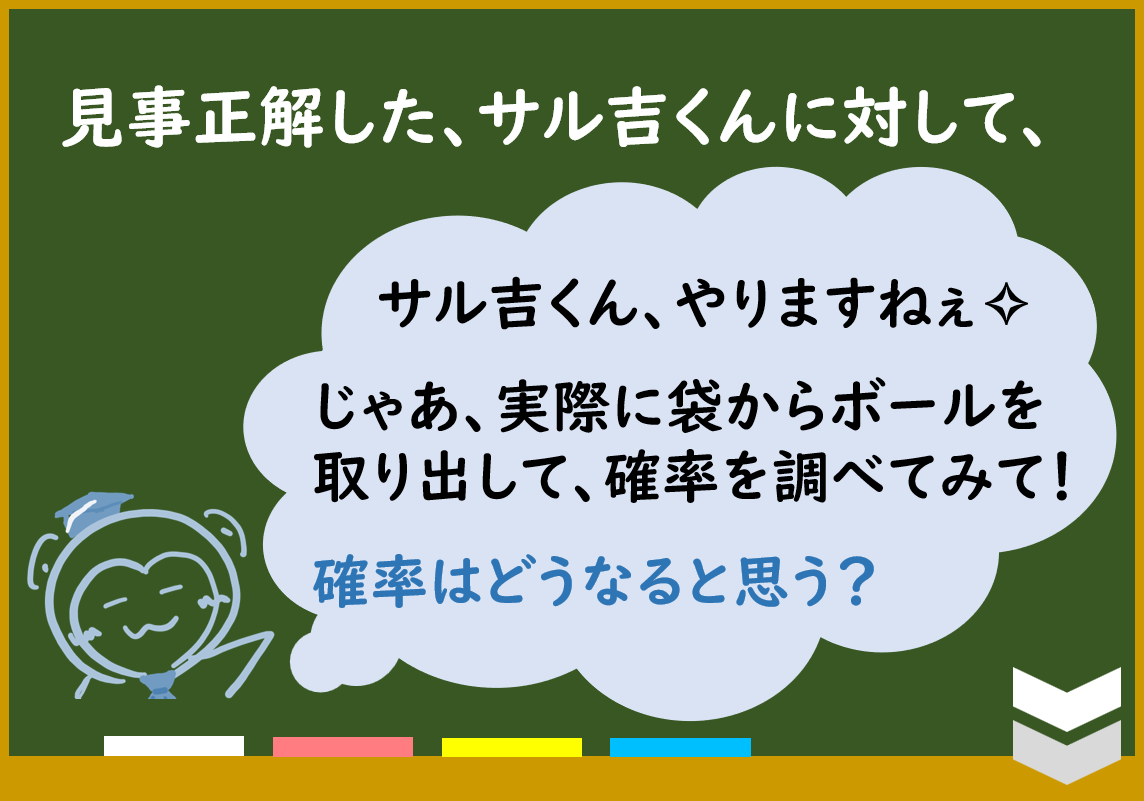 見事正解した、サル吉くんに対して、
サル吉くん、やりますねぇ✧
じゃあ、実際に袋からボールを
取り出して、確率を調べてみて！
確率はどうなると思う？